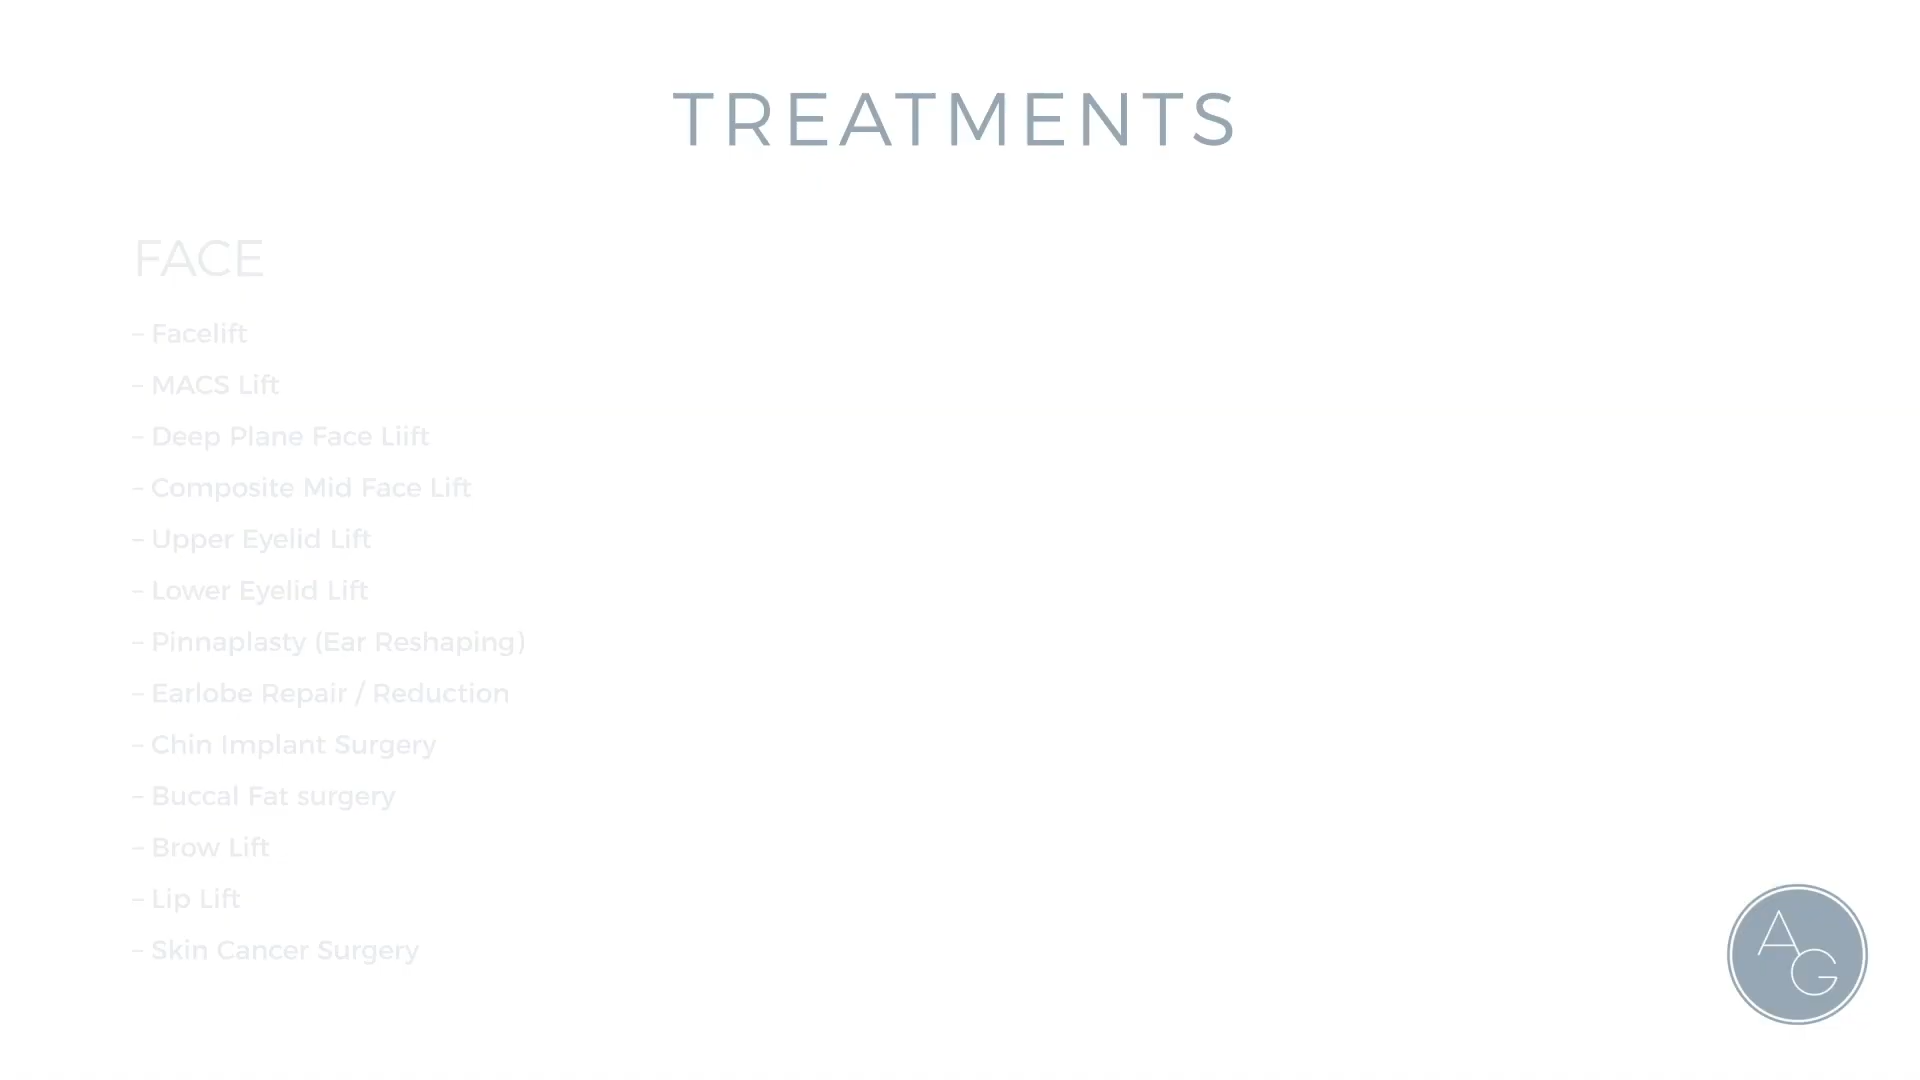 TREATMENTS
FACE
– Facelift
– MACS Lift
– Deep Plane Face Liift
– Composite Mid Face Lift
– Upper Eyelid Lift
– Lower Eyelid Lift
– Pinnaplasty (Ear Reshaping)
– Earlobe Repair / Reduction
– Chin Implant Surgery
– Buccal Fat surgery
– Brow Lift
– Lip Lift
– Skin Cancer Surgery
AG